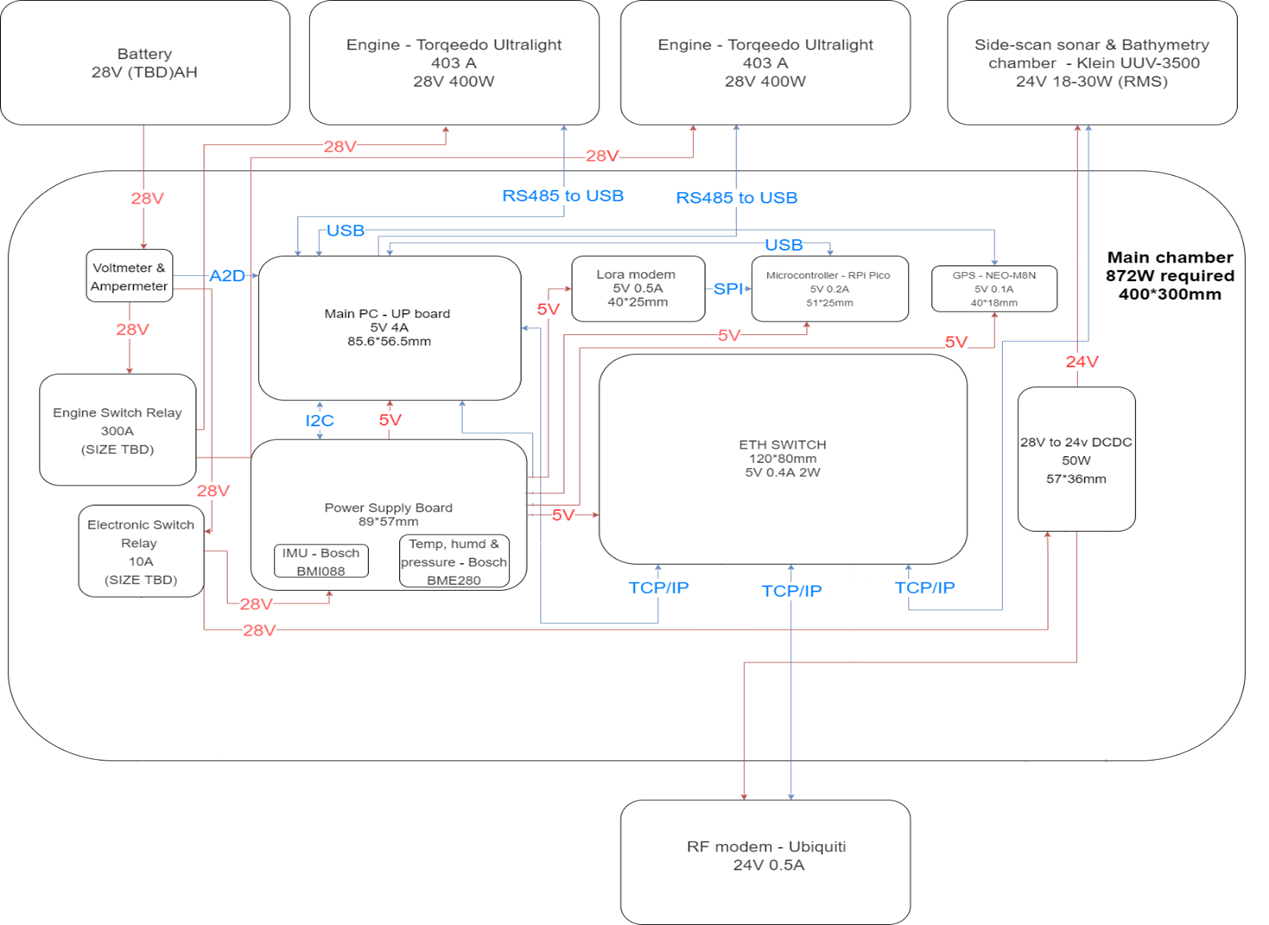 Battery
28V (TBD)AH
Engine - Torqeedo Ultralight
403 A
28V 400W
Engine - Torqeedo Ultralight
403 A
28V 400W
Side-scan sonar & Bathymetry
chamber - Klein UUV-3500
24V 18-30W (RMS)
28V
28V
28V
RS485 to USB
RS485 to USB
USB
USB
Main chamber
872W required
400*300mm
Voltmeter &
Ampermeter
A2D
Main PC - UP board
5V 4A
85.6*56.5mm
Lora modem
5V 0.5A
40*25mm
SPI
Microcontroller - RPi Pico
5V 0.2A
51*25mm
GPS - NEO-M8N
5V 0.1A
40*18mm
28V
5V
5V
5V
24V
Engine Switch Relay
300A
(SIZE TBD)
I2C
5V
ETH SWITCH
120*80mm
5V 0.4A 2W
28V to 24v DCDC
50W
57*36mm
28V
Power Supply Board
89*57mm
5V
Electronic Switch
Relay
10A
(SIZE TBD)
IMU - Bosch
BMI088
Temp, humd &
pressure - Bosch
BME280
TCP/IP
TCP/IP
TCP/IP
28V
28V
RF modem - Ubiquiti
24V 0.5A